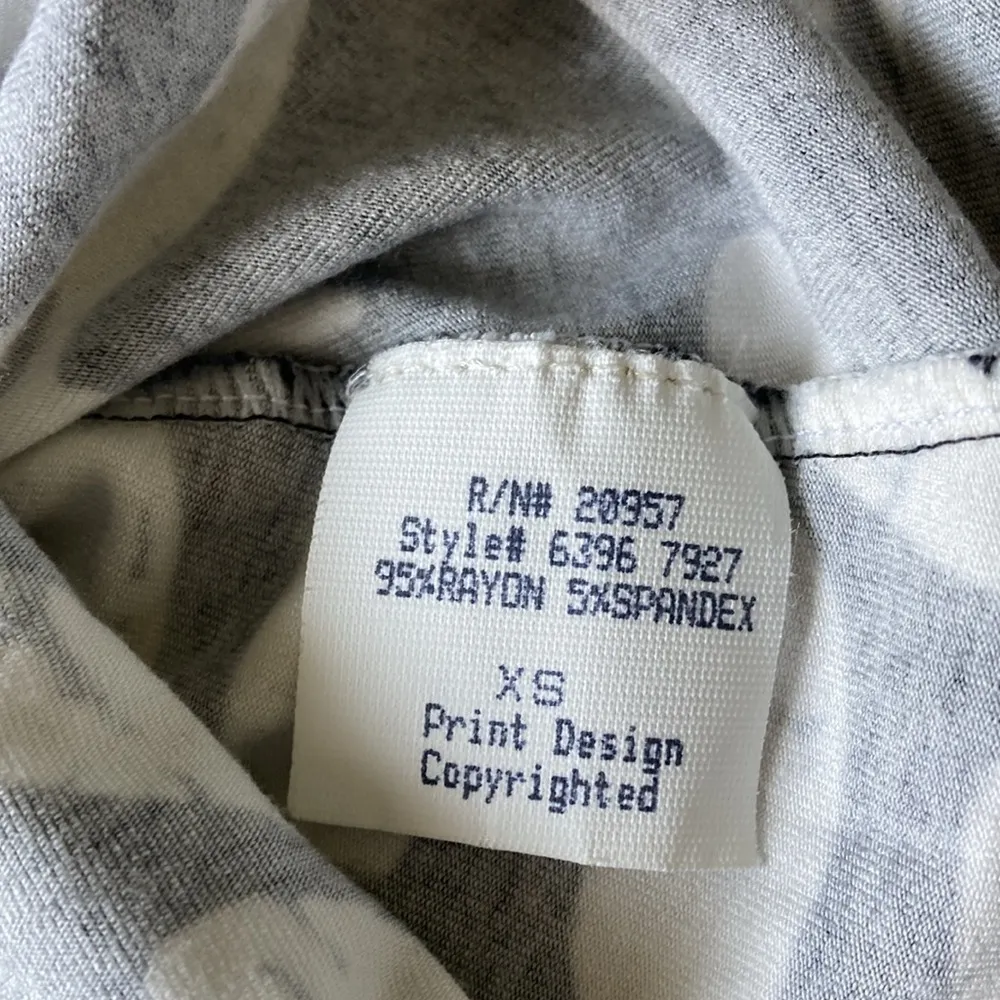 R/N# 20957
Style# 6396 7927
95%RAYON 5%SPANDEX
XS
Print Design
Copyrighted